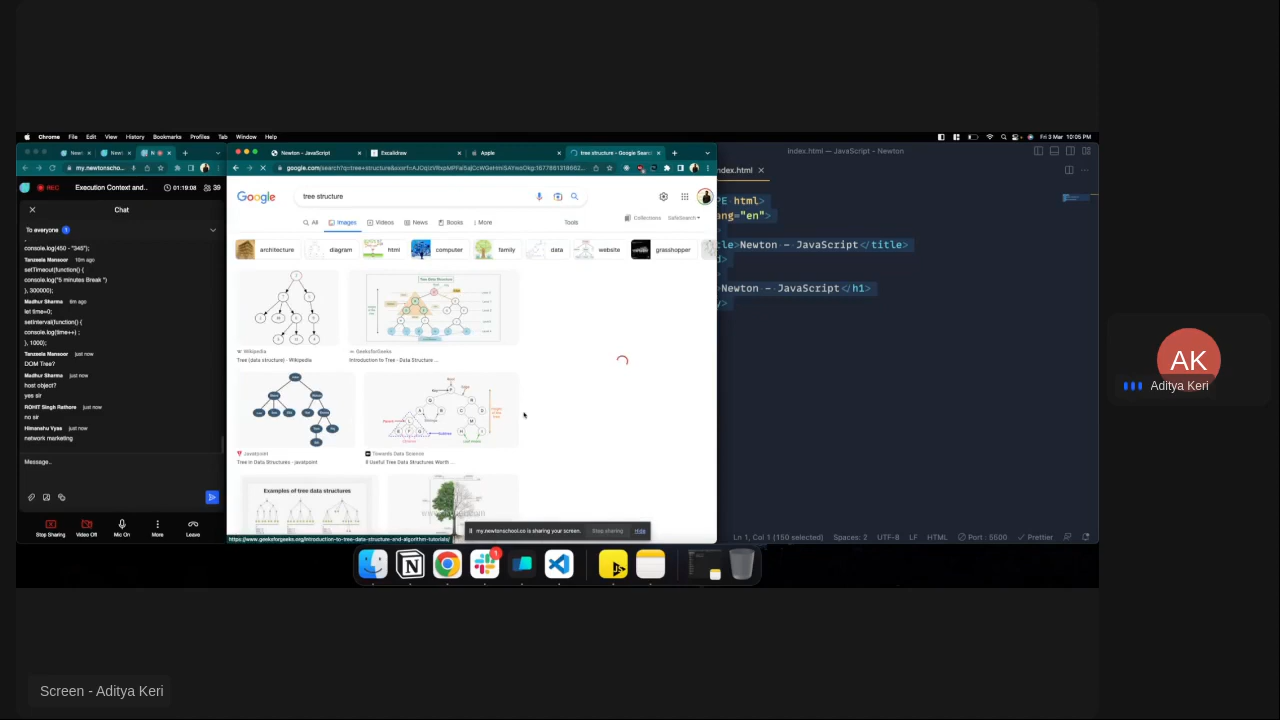 Chrome File Edit View History Bookmarks Profiles Tab Window Help
Fri 3 Mar 10:05 PM
Newton – JavaScript
Excalidraw
Apple
tree structure - Google Sear
index.html — JavaScript – Newton
my.newtonscho..
REC
Execution Context and..
01:19:08
39
Chat
To everyone
console.log(450 - "345");
Tanzeela Mansoor 10m ago
setTimeout(function() {
console.log("5 minutes Break ")
}, 300000);
Madhur Sharma 6m ago
let time=0;
setInterval(function() {
console.log(time++) ;
}, 1000);
Tanzeela Mansoor just now
DOM Tree?
Madhur Sharma just now
host object?
yes sir
ROHIT Singh Rathore just now
no sir
Himanshu Vyas just now
network marketing
Message..
Stop Sharing
Video Off
Mic On
More
Leave
Google
tree structure
All
Images
Videos
News
Books
More
Tools
Collections
SafeSearch
architecture
diagram
html
computer
family
data
website
grasshopper
Tree Data Structure
Wikipedia
Tree (data structure) - Wikipedia
GeeksforGeeks
Introduction to Tree - Data Structure ...
Javatpoint
Tree in Data Structures - javatpoint
Towards Data Science
8 Useful Tree Data Structures Worth ...
Examples of tree data structures
my.newtonschool.co is sharing your screen.
Stop sharing
Hide
https://www.geeksforgeeks.org/introduction-to-tree-data-structure-and-algorithm-tutorials/
ndex.html
PE html>
ang="en">
tle>Newton – JavaScript</title>
>Newton – JavaScript</h1>
Ln 1, Col 1 (150 selected)
Spaces: 2
UTF-8
LF
HTML
Port : 5500
Prettier
1
AK
Aditya Keri
Screen - Aditya Keri